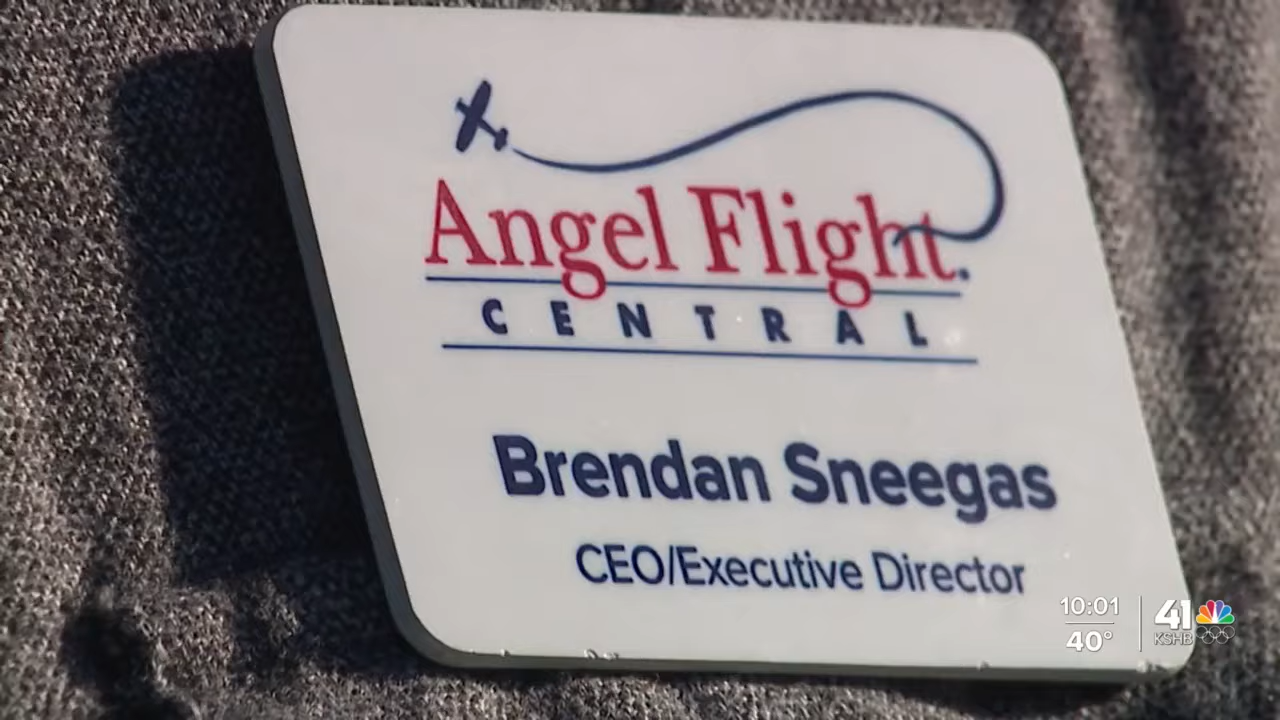 Angel Flight.
CENTRAL
Brendan Sneegas
CEO/Executive Director
10:01
40°
41
KSHB